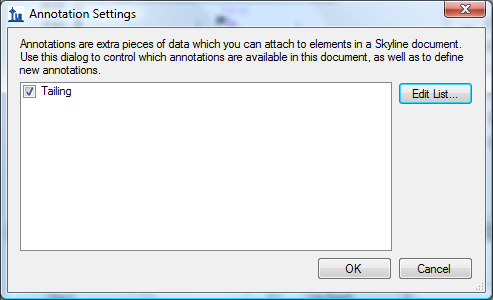 Annotation Settings
Annotations are extra pieces of data which you can attach to elements in a Skyline document.
Use this dialog to control which annotations are available in this document, as well as to define
new annotations.
Tailing
Edit List...
OK
Cancel